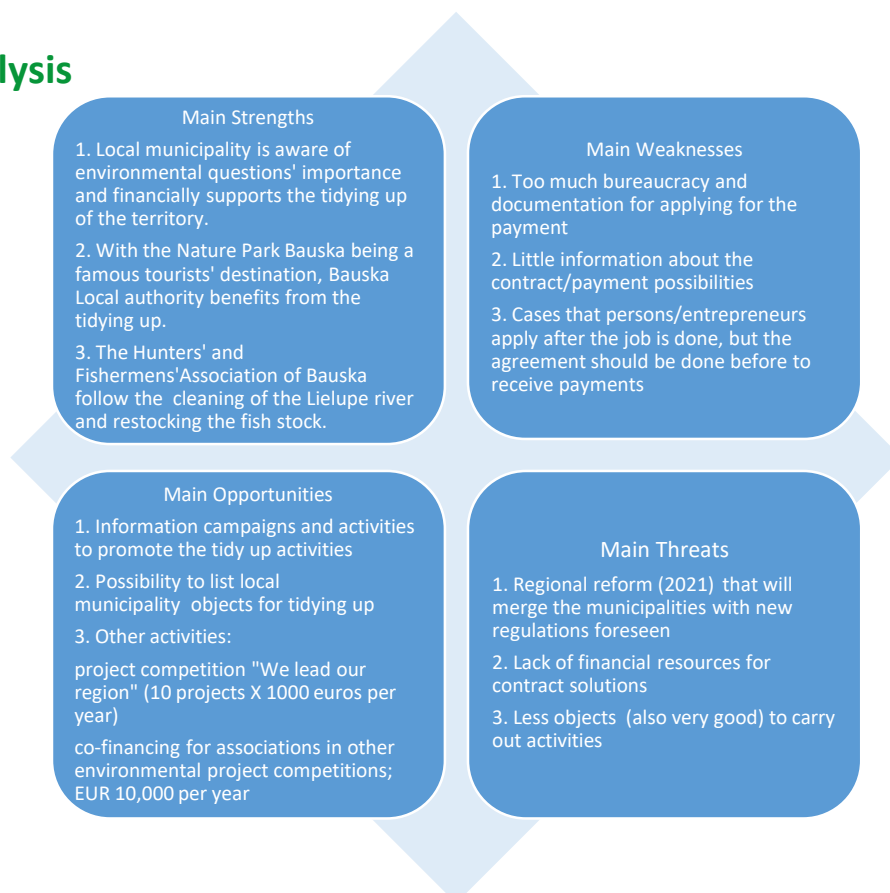 lysis
Main Strengths
1. Local municipality is aware of
environmental questions' importance
and financially supports the tidying up
of the territory.
2. With the Nature Park Bauska being a
famous tourists' destination, Bauska
Local authority benefits from the
tidying up.
3. The Hunters' and
Fishermens'Association of Bauska
follow the cleaning of the Lielupe river
and restocking the fish stock.
Main Weaknesses
1. Too much bureaucracy and
documentation for applying for the
payment
2. Little information about the
contract/payment possibilities
3. Cases that persons/entrepreneurs
apply after the job is done, but the
agreement should be done before to
receive payments
Main Opportunities
1. Information campaigns and activities
to promote the tidy up activities
2. Possibility to list local
municipality objects for tidying up
3. Other activities:
project competition "We lead our
region" (10 projects X 1000 euros per
year)
co-financing for associations in other
environmental project competitions;
EUR 10,000 per year
Main Threats
1. Regional reform (2021) that will
merge the municipalities with new
regulations foreseen
2. Lack of financial resources for
contract solutions
3. Less objects (also very good) to carry
out activities